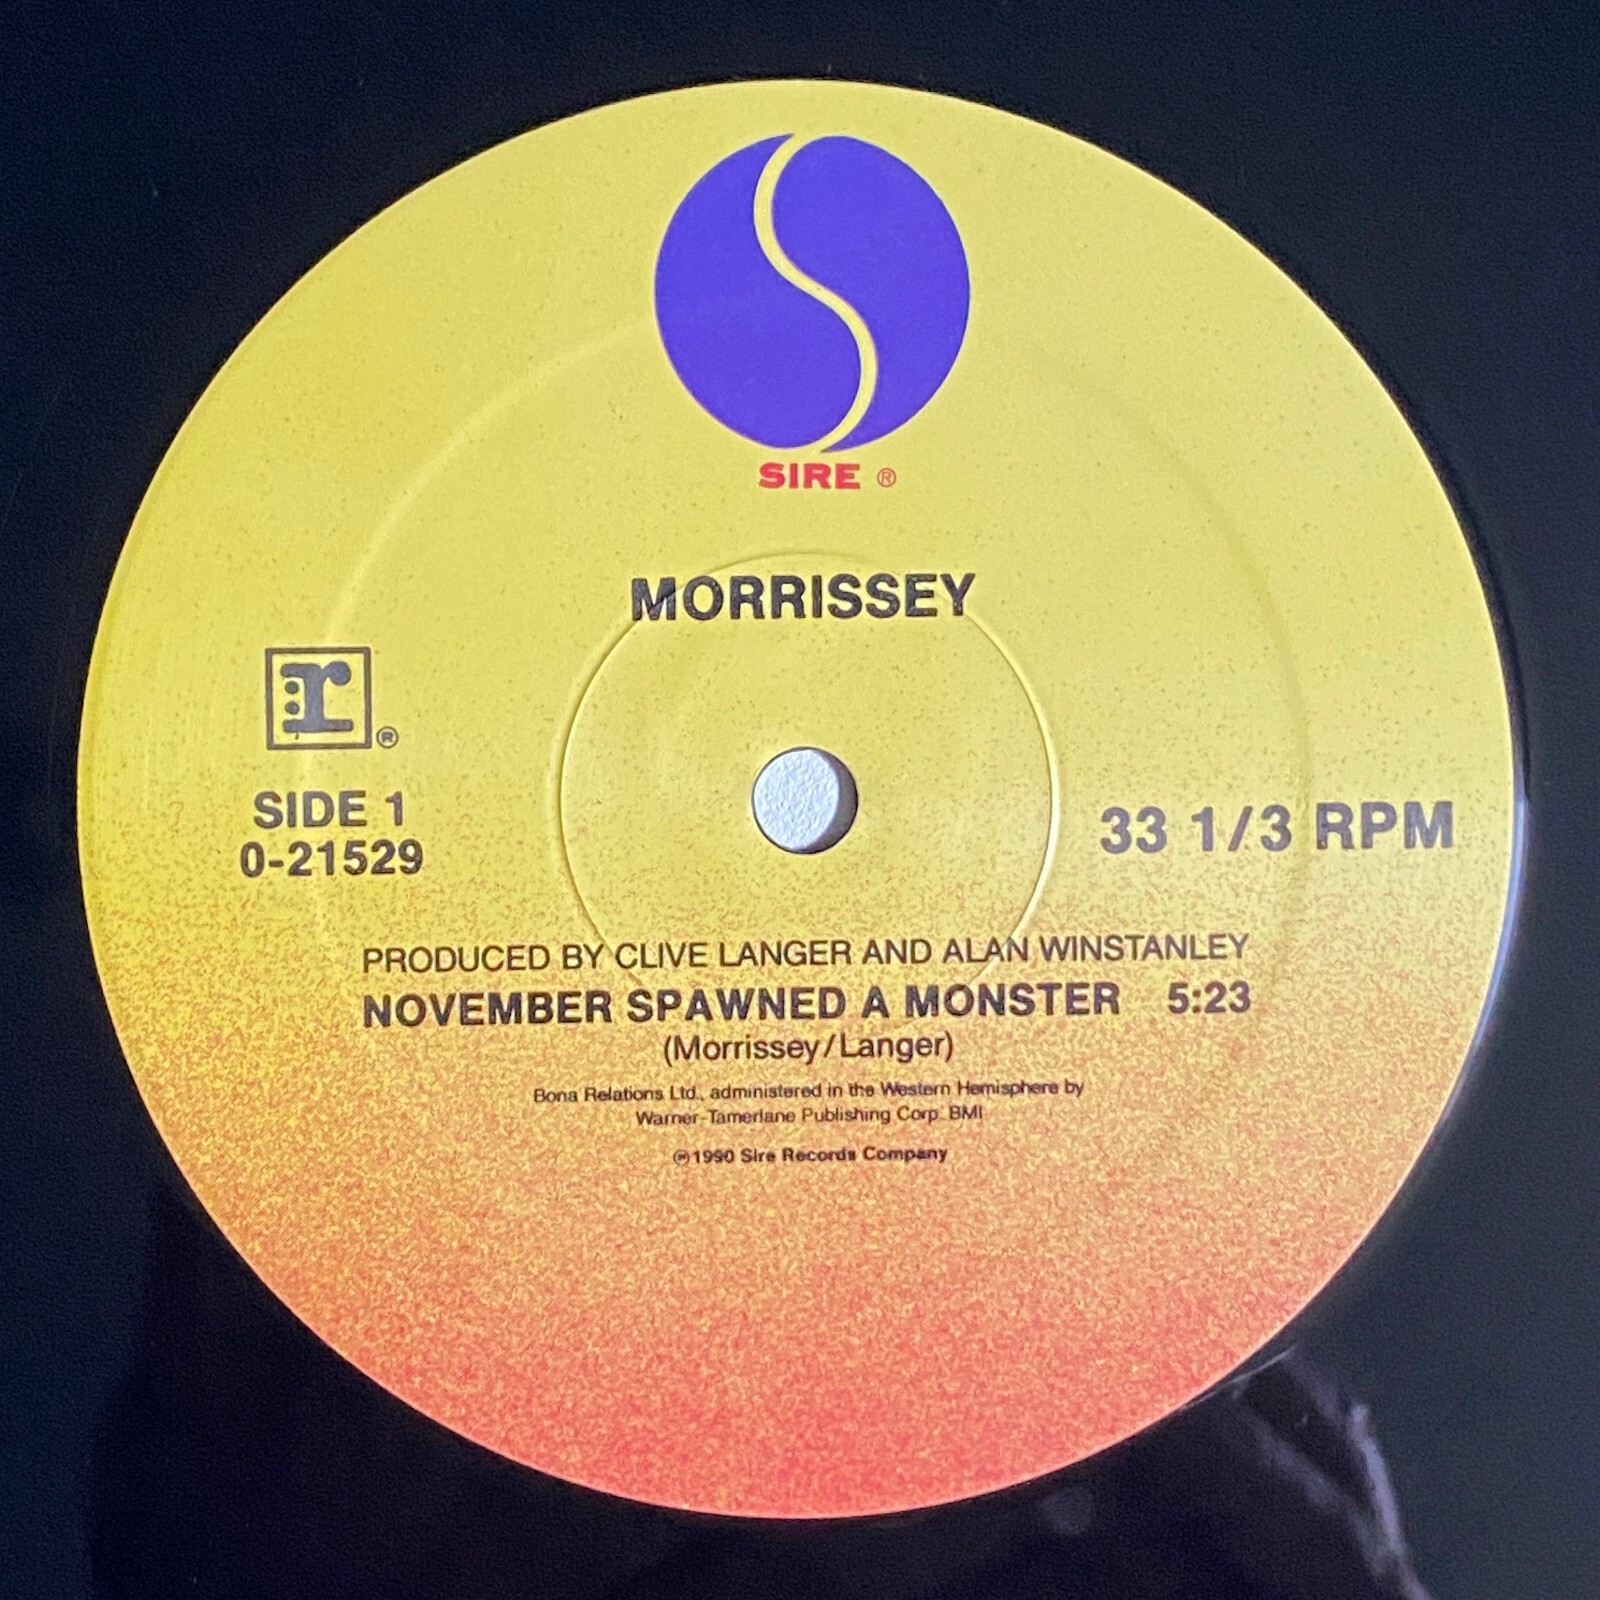 SIRE ®
MORRISSEY
r ®
SIDE 1
0-21529
33 1/3 RPM
PRODUCED BY CLIVE LANGER AND ALAN WINSTANLEY
NOVEMBER SPAWNED A MONSTER 5:23
(Morrissey/Langer)
Bona Relations Ltd., administered in the Western Hemisphere by
Warner-Tamerlane Publishing Corp. BMI
℗1990 Sire Records Company